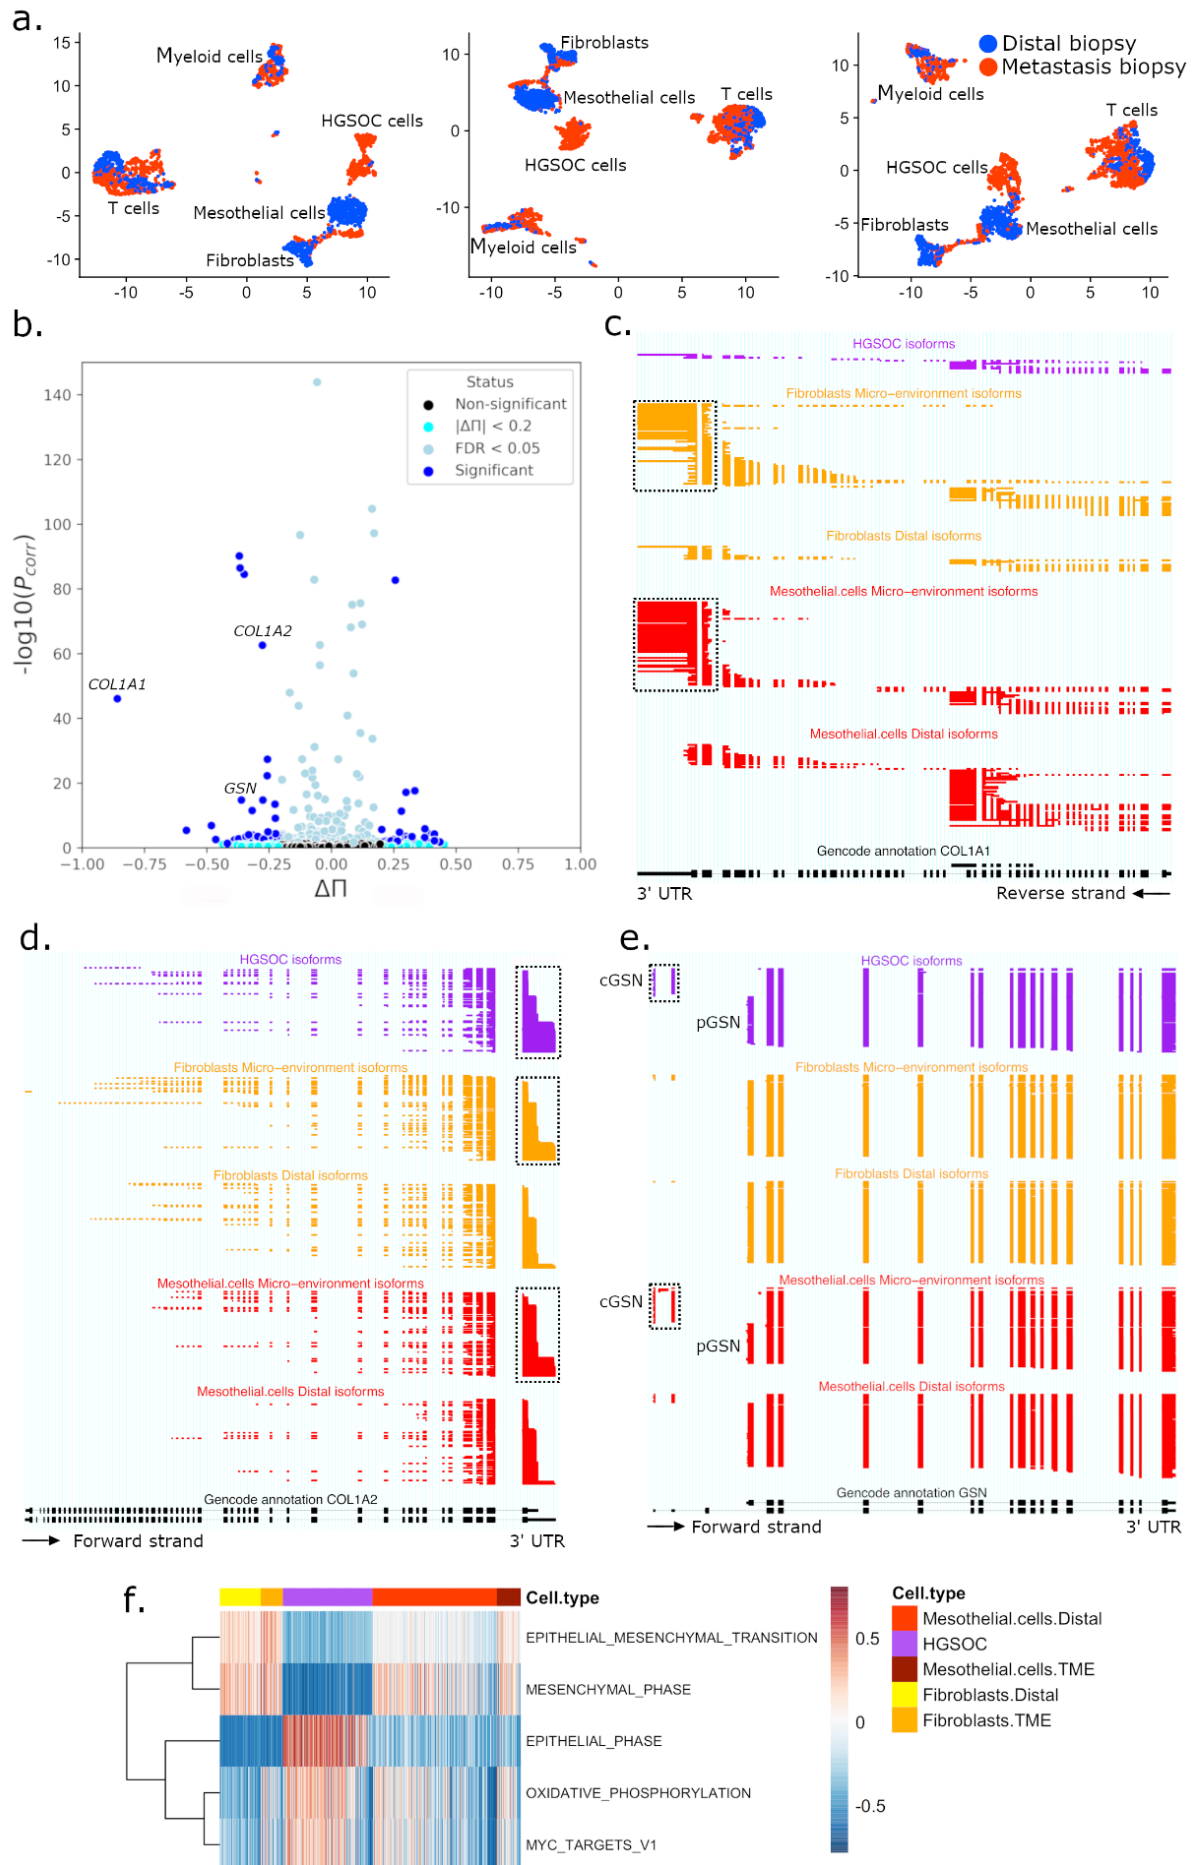 a.
15
10
5
0
-5
-10
-10
-5
0
5
10
Myeloid cells
HGSOC cells
T cells
Mesothelial cells
Fibroblasts
10
0
-10
-10
-5
0
5
10
Fibroblasts
Mesothelial cells
T cells
HGSOC cells
Myeloid cells
10
5
0
-5
-10
-10
-5
0
5
10
Distal biopsy
Metastasis biopsy
Myeloid cells
T cells
HGSOC cells
Fibroblasts
Mesothelial cells
b.
-log10(Pcorr)
140
120
100
80
60
40
20
0
−1.00
−0.75
−0.50
−0.25
0.00
0.25
0.50
0.75
1.00
ΔΠ
Status
Non-significant
|ΔΠ| < 0.2
FDR < 0.05
Significant
COL1A2
COL1A1
GSN
c.
HGSOC isoforms
Fibroblasts Micro−environment isoforms
Fibroblasts Distal isoforms
Mesothelial.cells Micro−environment isoforms
Mesothelial.cells Distal isoforms
Gencode annotation COL1A1
3' UTR
Reverse strand
d.
HGSOC isoforms
Fibroblasts Micro−environment isoforms
Fibroblasts Distal isoforms
Mesothelial.cells Micro−environment isoforms
Mesothelial.cells Distal isoforms
Gencode annotation COL1A2
Forward strand
3' UTR
e.
HGSOC isoforms
cGSN
pGSN
Fibroblasts Micro−environment isoforms
Fibroblasts Distal isoforms
Mesothelial.cells Micro−environment isoforms
cGSN
pGSN
Mesothelial.cells Distal isoforms
Gencode annotation GSN
Forward strand
3' UTR
f.
Cell.type
EPITHELIAL_MESENCHYMAL_TRANSITION
MESENCHYMAL_PHASE
EPITHELIAL_PHASE
OXIDATIVE_PHOSPHORYLATION
MYC_TARGETS_V1
0.5
0
-0.5
Cell.type
Mesothelial.cells.Distal
HGSOC
Mesothelial.cells.TME
Fibroblasts.Distal
Fibroblasts.TME